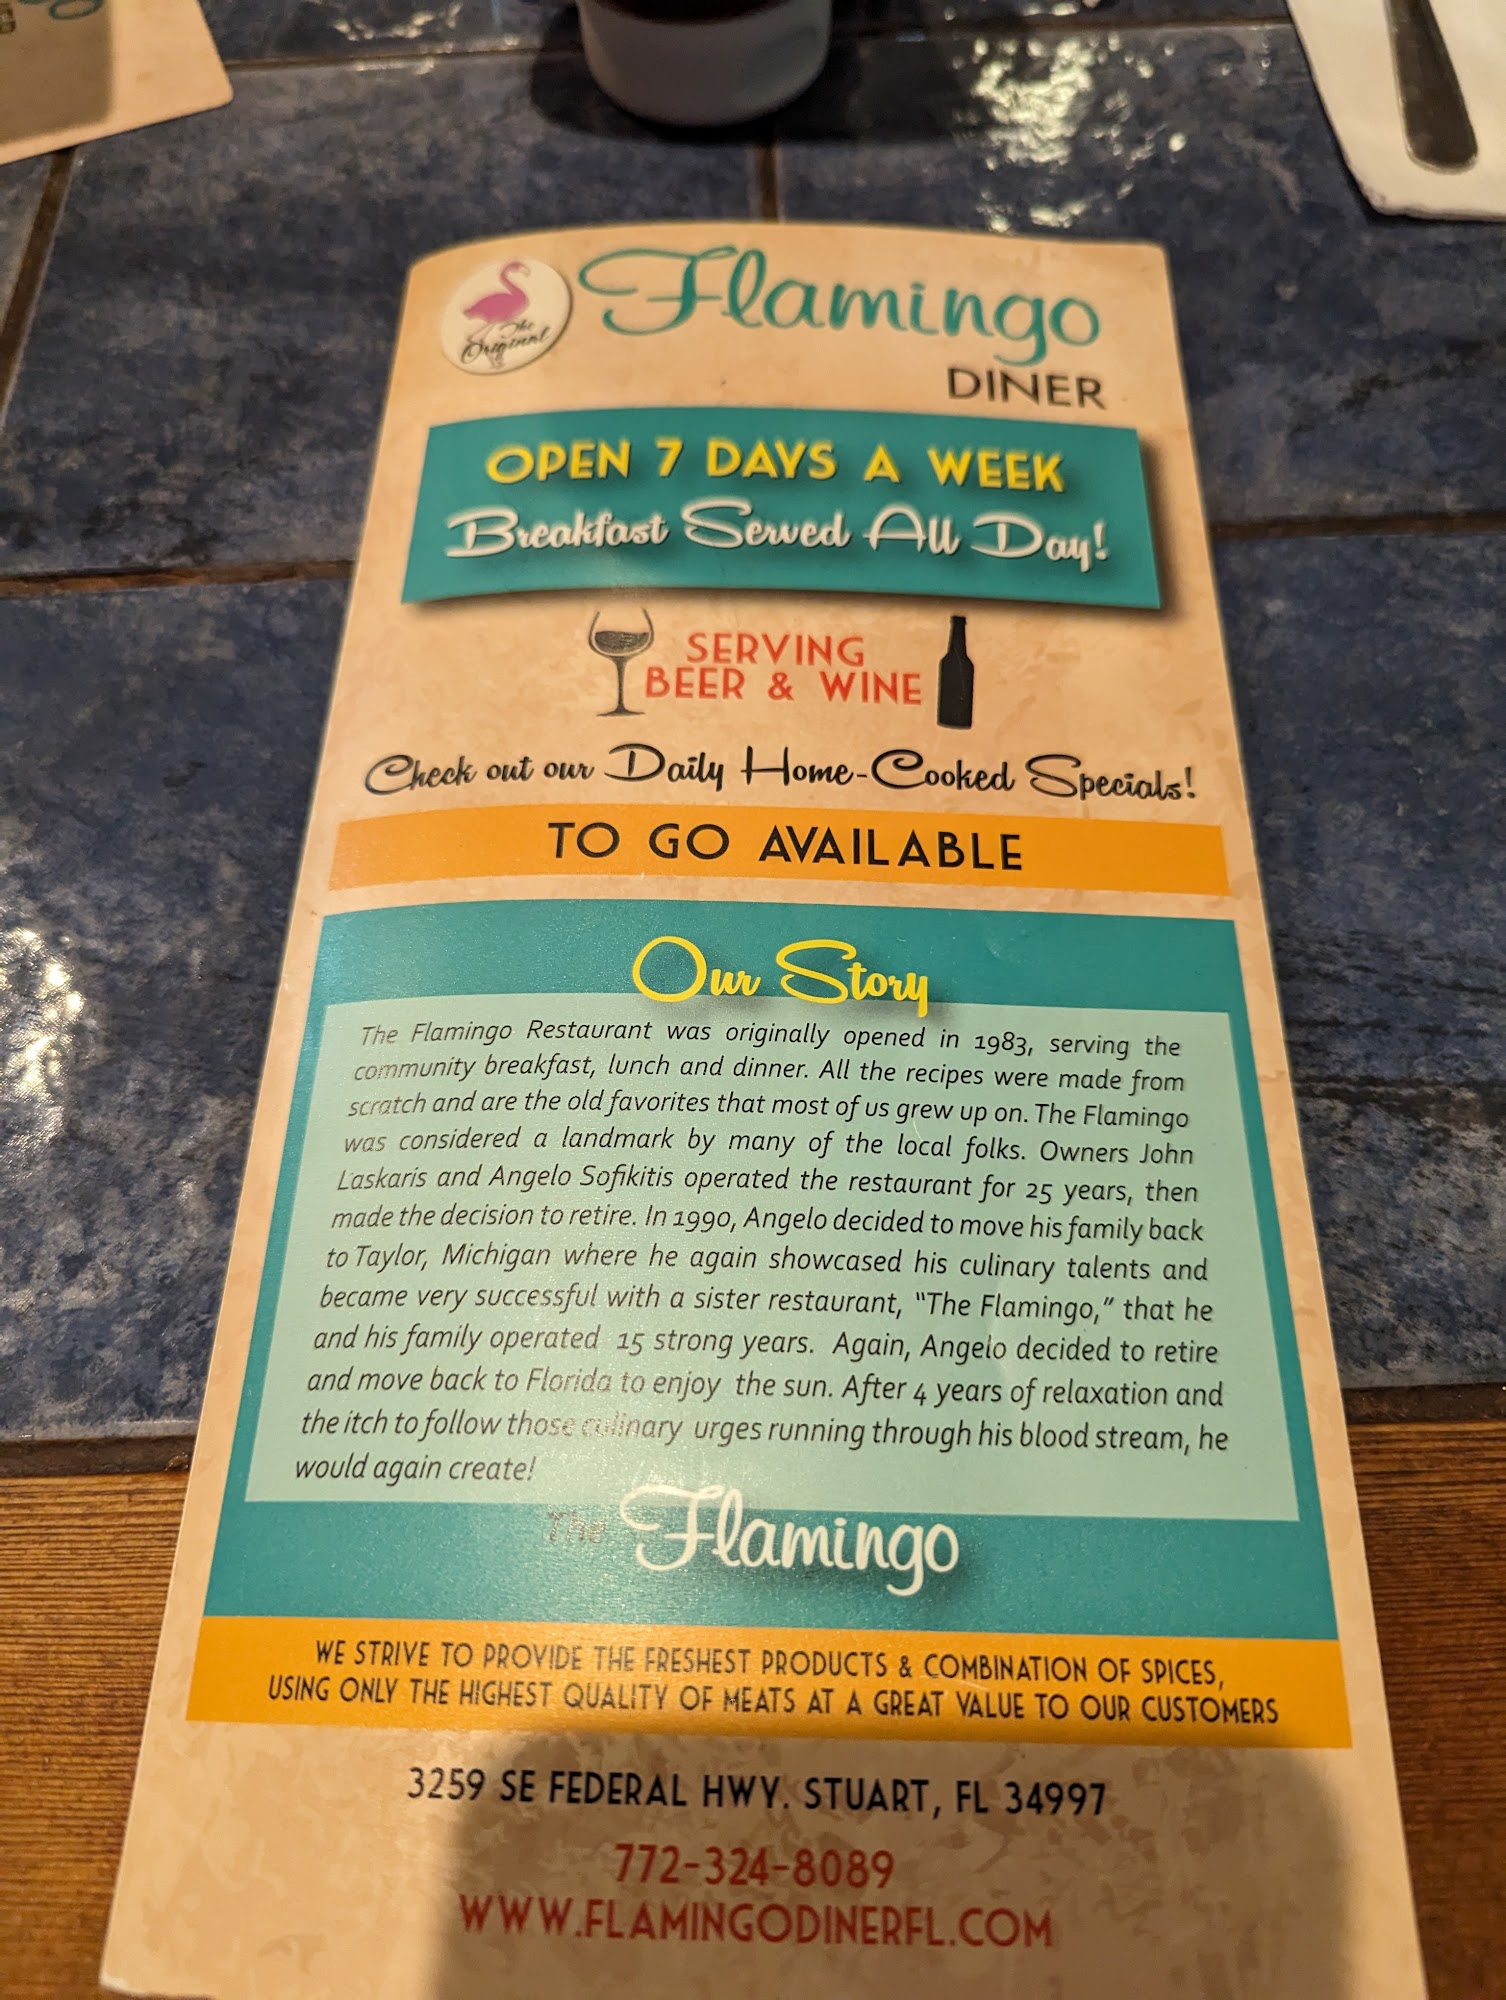 The Original
Flamingo
DINER
OPEN 7 DAYS A WEEK
Breakfast Served All Day!
SERVING
BEER & WINE
Check out our Daily Home-Cooked Specials!
TO GO AVAILABLE
Our Story
The Flamingo Restaurant was originally opened in 1983, serving the
community breakfast, lunch and dinner. All the recipes were made from
scratch and are the old favorites that most of us grew up on. The Flamingo
was considered a landmark by many of the local folks. Owners John
Laskaris and Angelo Sofikitis operated the restaurant for 25 years, then
made the decision to retire. In 1990, Angelo decided to move his family back
to Taylor, Michigan where he again showcased his culinary talents and
became very successful with a sister restaurant, “The Flamingo,” that he
and his family operated 15 strong years. Again, Angelo decided to retire
and move back to Florida to enjoy the sun. After 4 years of relaxation and
the itch to follow those culinary urges running through his blood stream, he
would again create!
The Flamingo
WE STRIVE TO PROVIDE THE FRESHEST PRODUCTS & COMBINATION OF SPICES,
USING ONLY THE HIGHEST QUALITY OF MEATS AT A GREAT VALUE TO OUR CUSTOMERS
3259 SE FEDERAL HWY. STUART, FL 34997
772-324-8089
WWW.FLAMINGODINERFL.COM